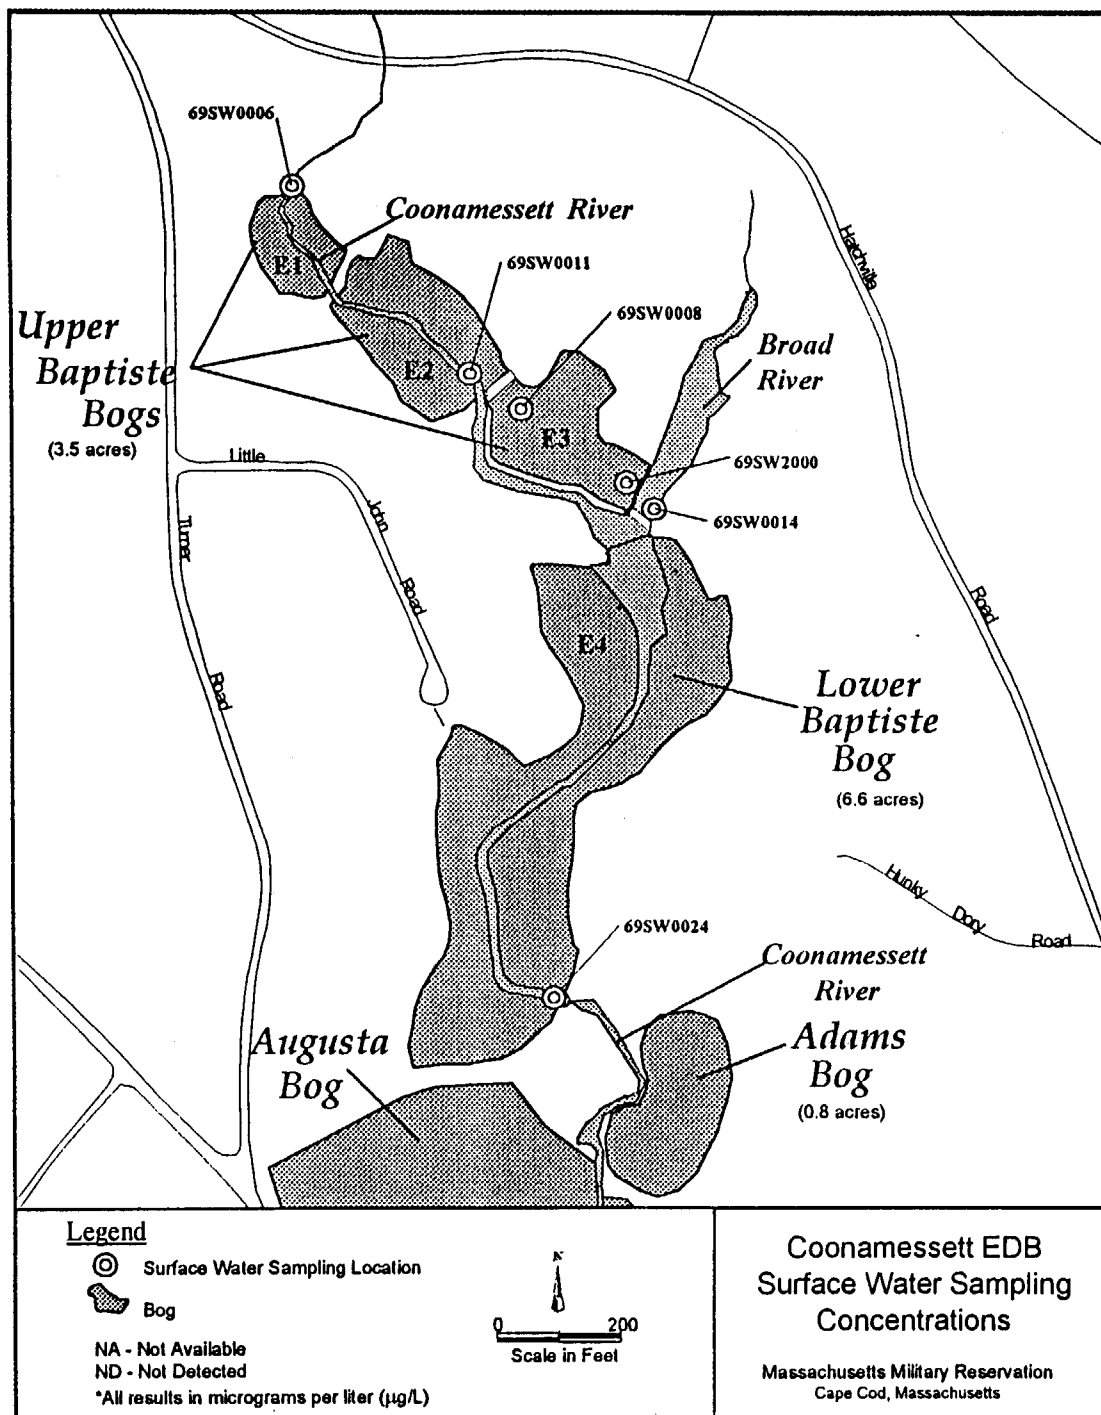 69SW0006
Coonamessett River
E1
69SW0011
Hatchville
Upper
Baptiste
Bogs
(3.5 acres)
69SW0008
Broad
River
E2
E3
Little
69SW2000
69SW0014
Turner
John
Road
Road
Road
E4
Lower
Baptiste
Bog
(6.6 acres)
Hunky
Dory
Road
69SW0024
Coonamessett
River
Augusta
Bog
Adams
Bog
(0.8 acres)
Legend
Surface Water Sampling Location
Bog
NA - Not Available
ND - Not Detected
*All results in micrograms per liter (µg/L)
N
0 200
Scale in Feet
Coonamessett EDB
Surface Water Sampling
Concentrations
Massachusetts Military Reservation
Cape Cod, Massachusetts